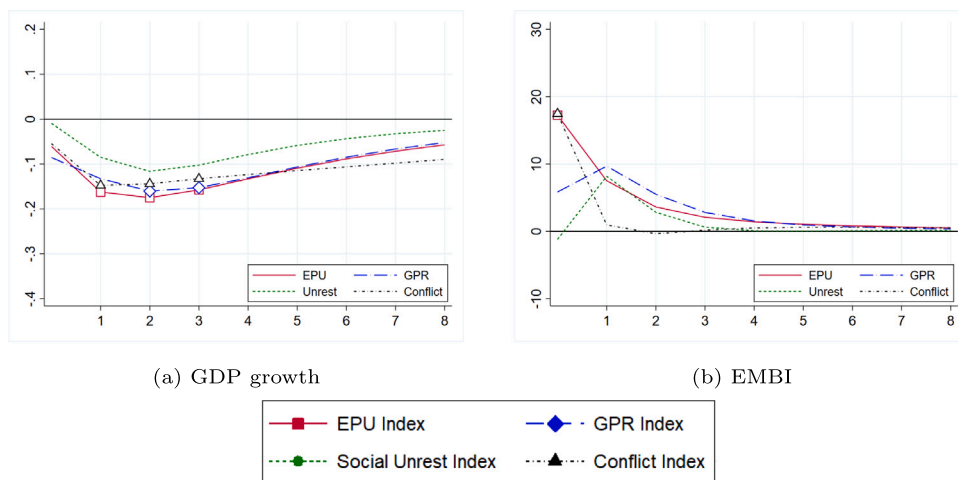 .2
.1
0
-.1
-.2
-.3
-.4
1 2 3 4 5 6 7 8
EPU GPR
Unrest Conflict
(a) GDP growth
30
20
10
0
-10
1 2 3 4 5 6 7 8
EPU GPR
Unrest Conflict
(b) EMBI
EPU Index GPR Index
Social Unrest Index Conflict Index